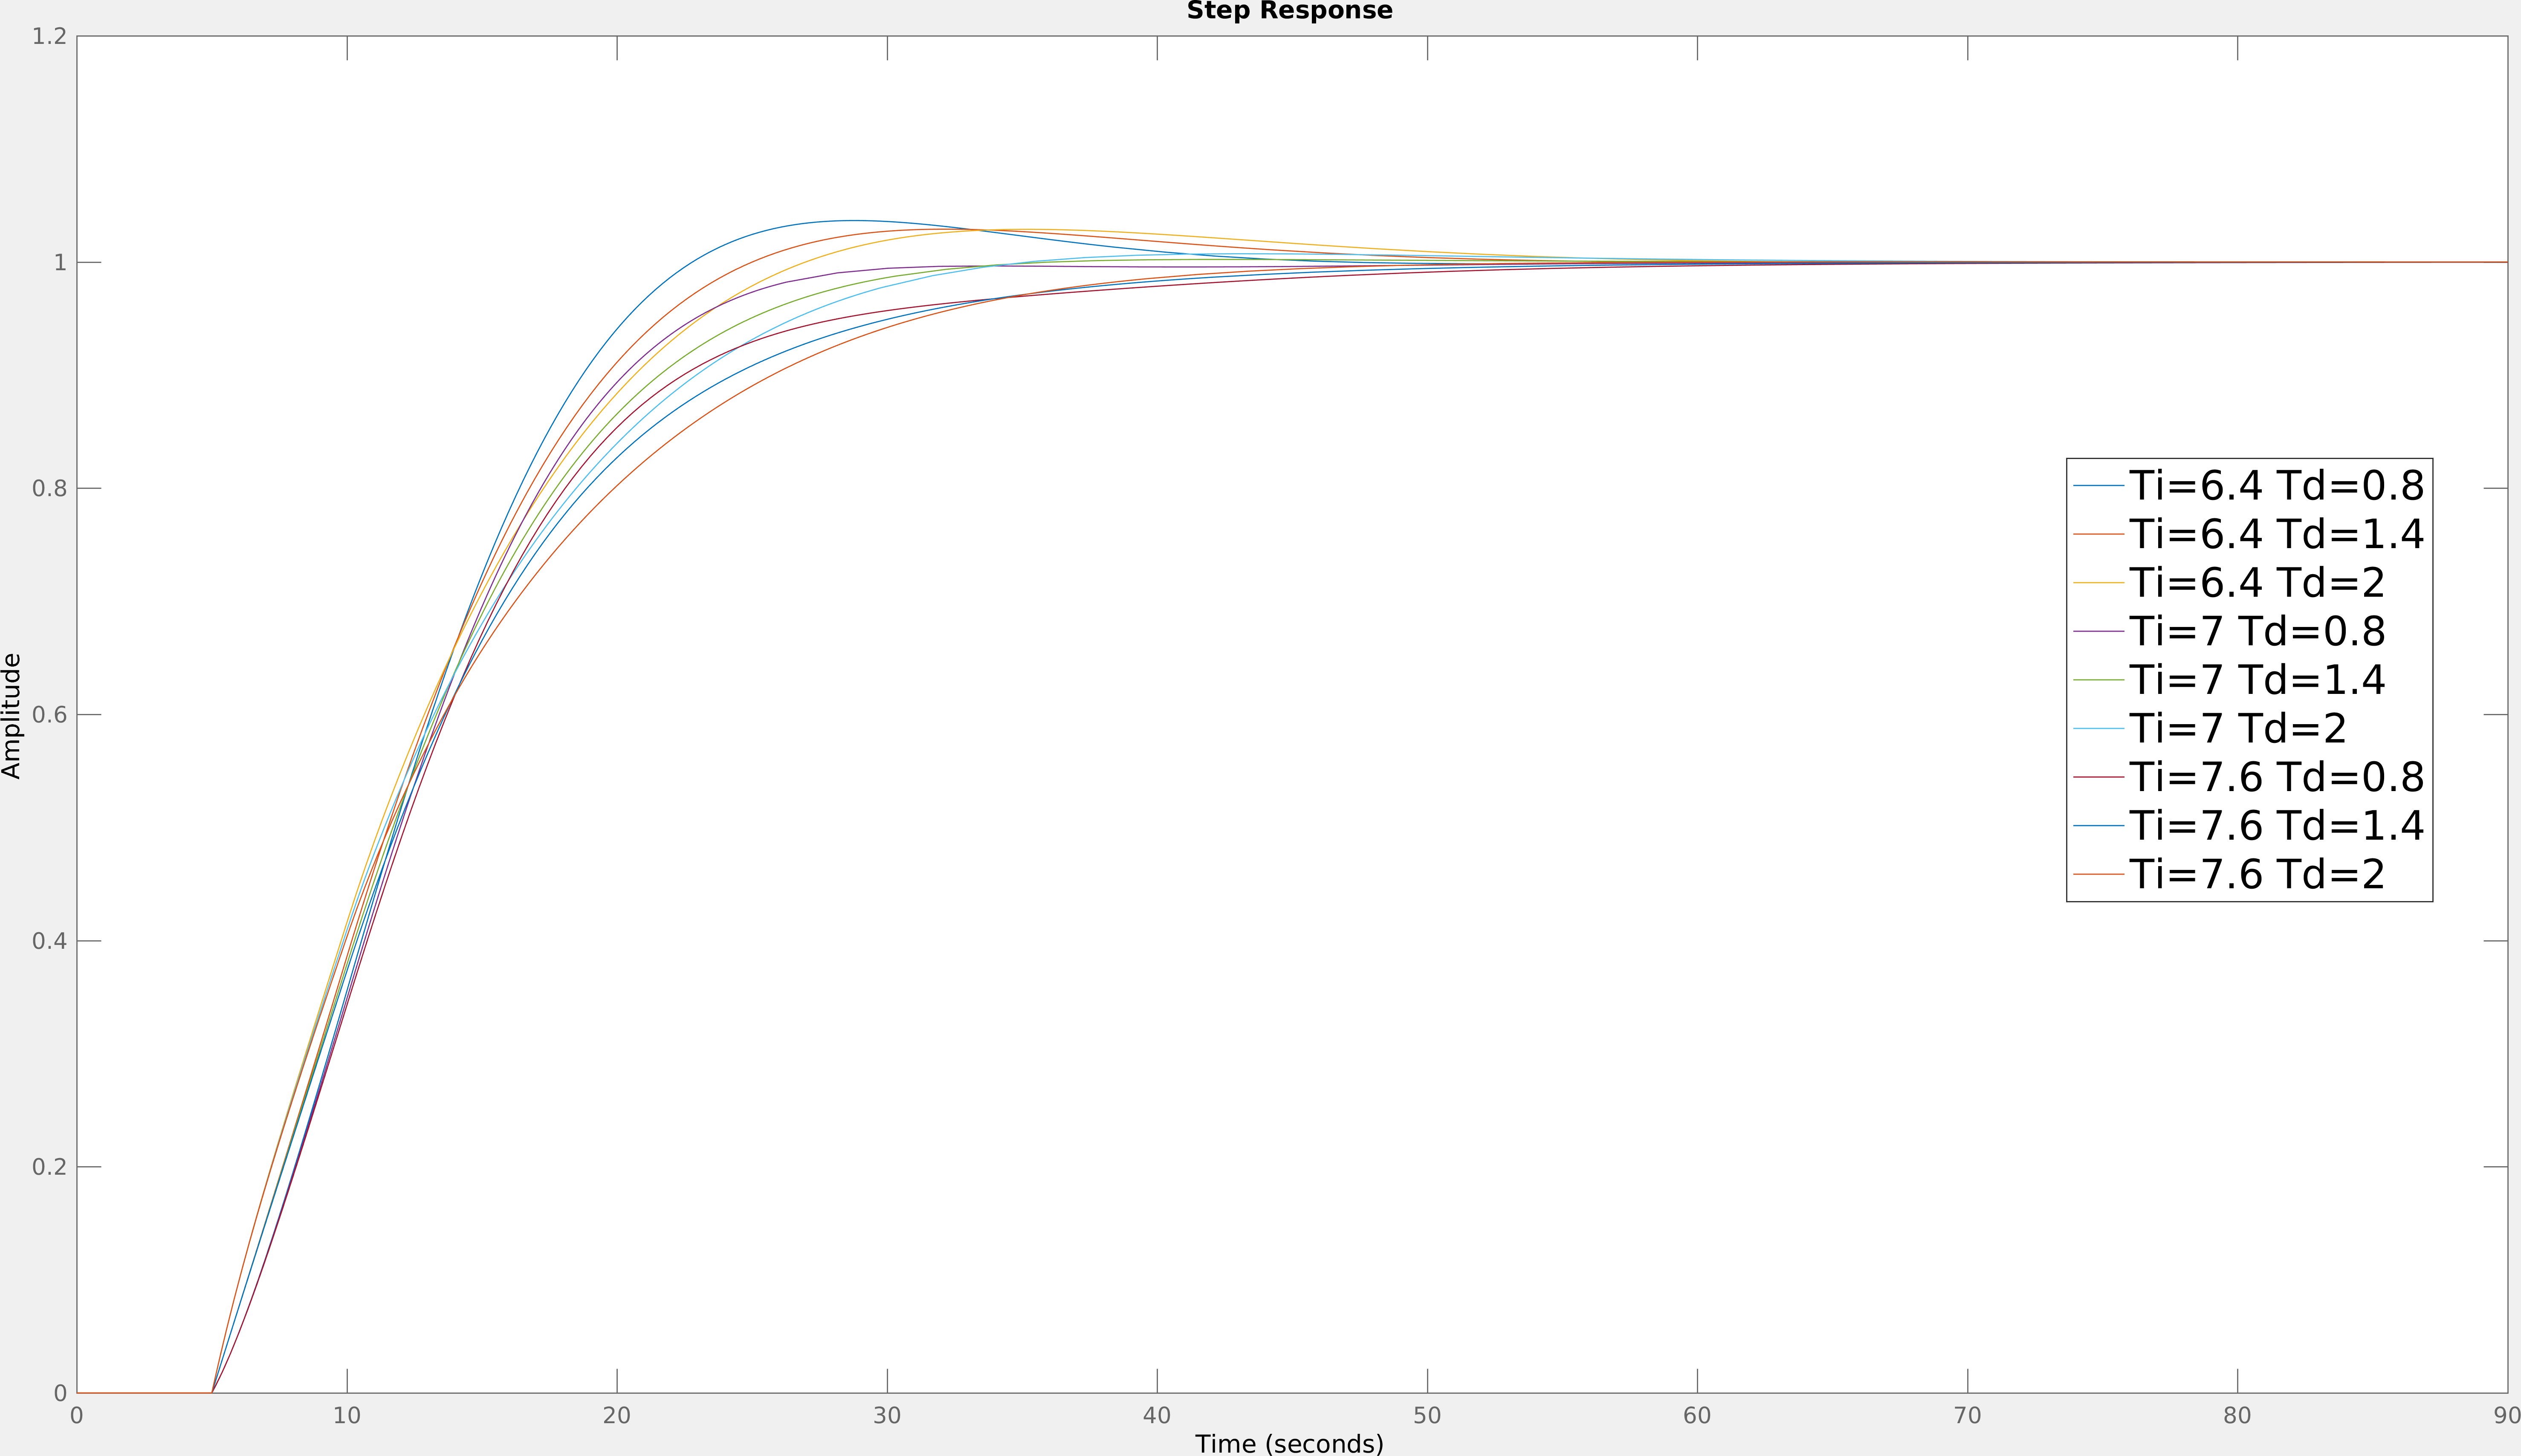 Step Response
1.2
1
0.8
0.6
0.4
0.2
0
Amplitude
Ti=6.4 Td=0.8
Ti=6.4 Td=1.4
Ti=6.4 Td=2
Ti=7 Td=0.8
Ti=7 Td=1.4
Ti=7 Td=2
Ti=7.6 Td=0.8
Ti=7.6 Td=1.4
Ti=7.6 Td=2
0 10 20 30 40 50 60 70 80 90
Time (seconds)